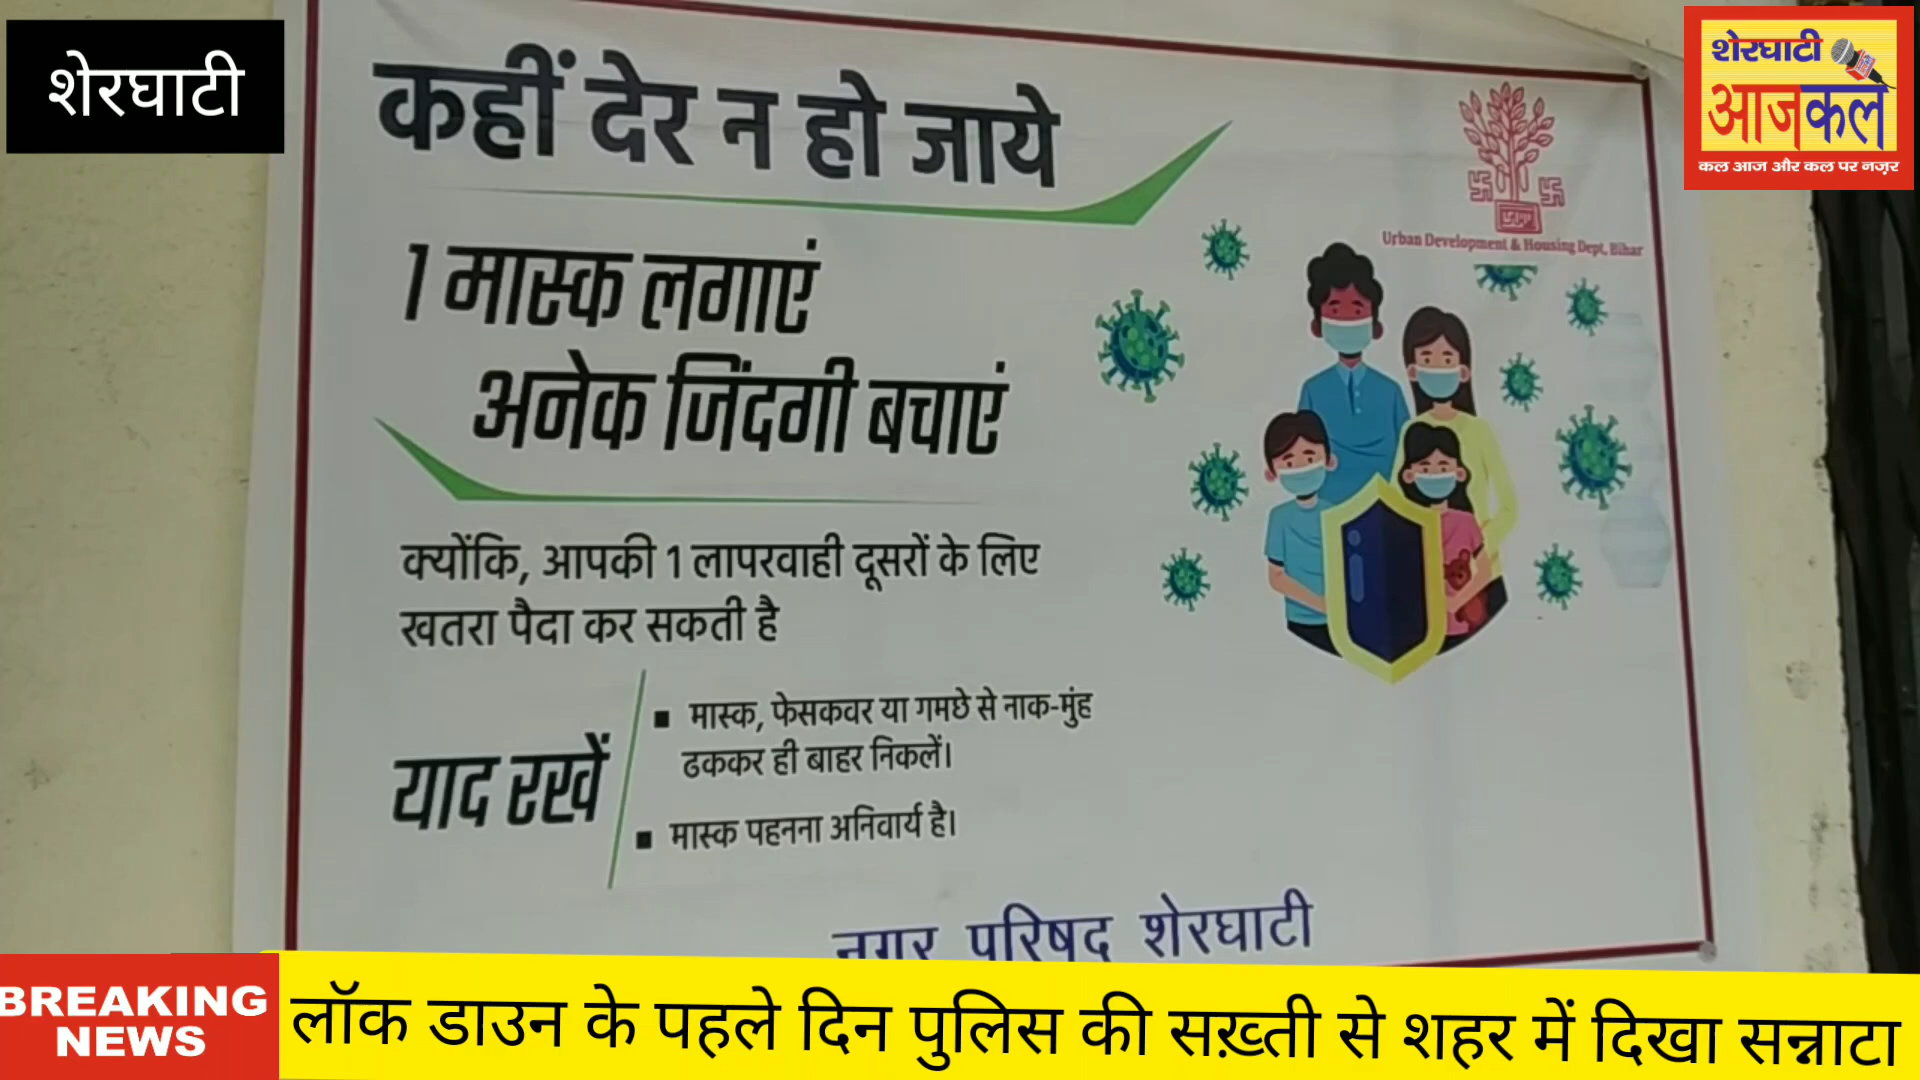 शेरघाटी
शेरघाटी
आजकल
कल आज और कल पर नज़र
कहीं देर न हो जाये
Urban Development & Housing Dept, Bihar
1 मास्क लगाएं
अनेक जिंदगी बचाएं
क्योंकि, आपकी 1 लापरवाही दूसरों के लिए
खतरा पैदा कर सकती है
याद रखें
▪ मास्क, फेसकवर या गमछे से नाक-मुंह
ढककर ही बाहर निकलें।
▪ मास्क पहनना अनिवार्य है।
नगर परिषद शेरघाटी
BREAKING
NEWS
लॉक डाउन के पहले दिन पुलिस की सख़्ती से शहर में दिखा सन्नाटा